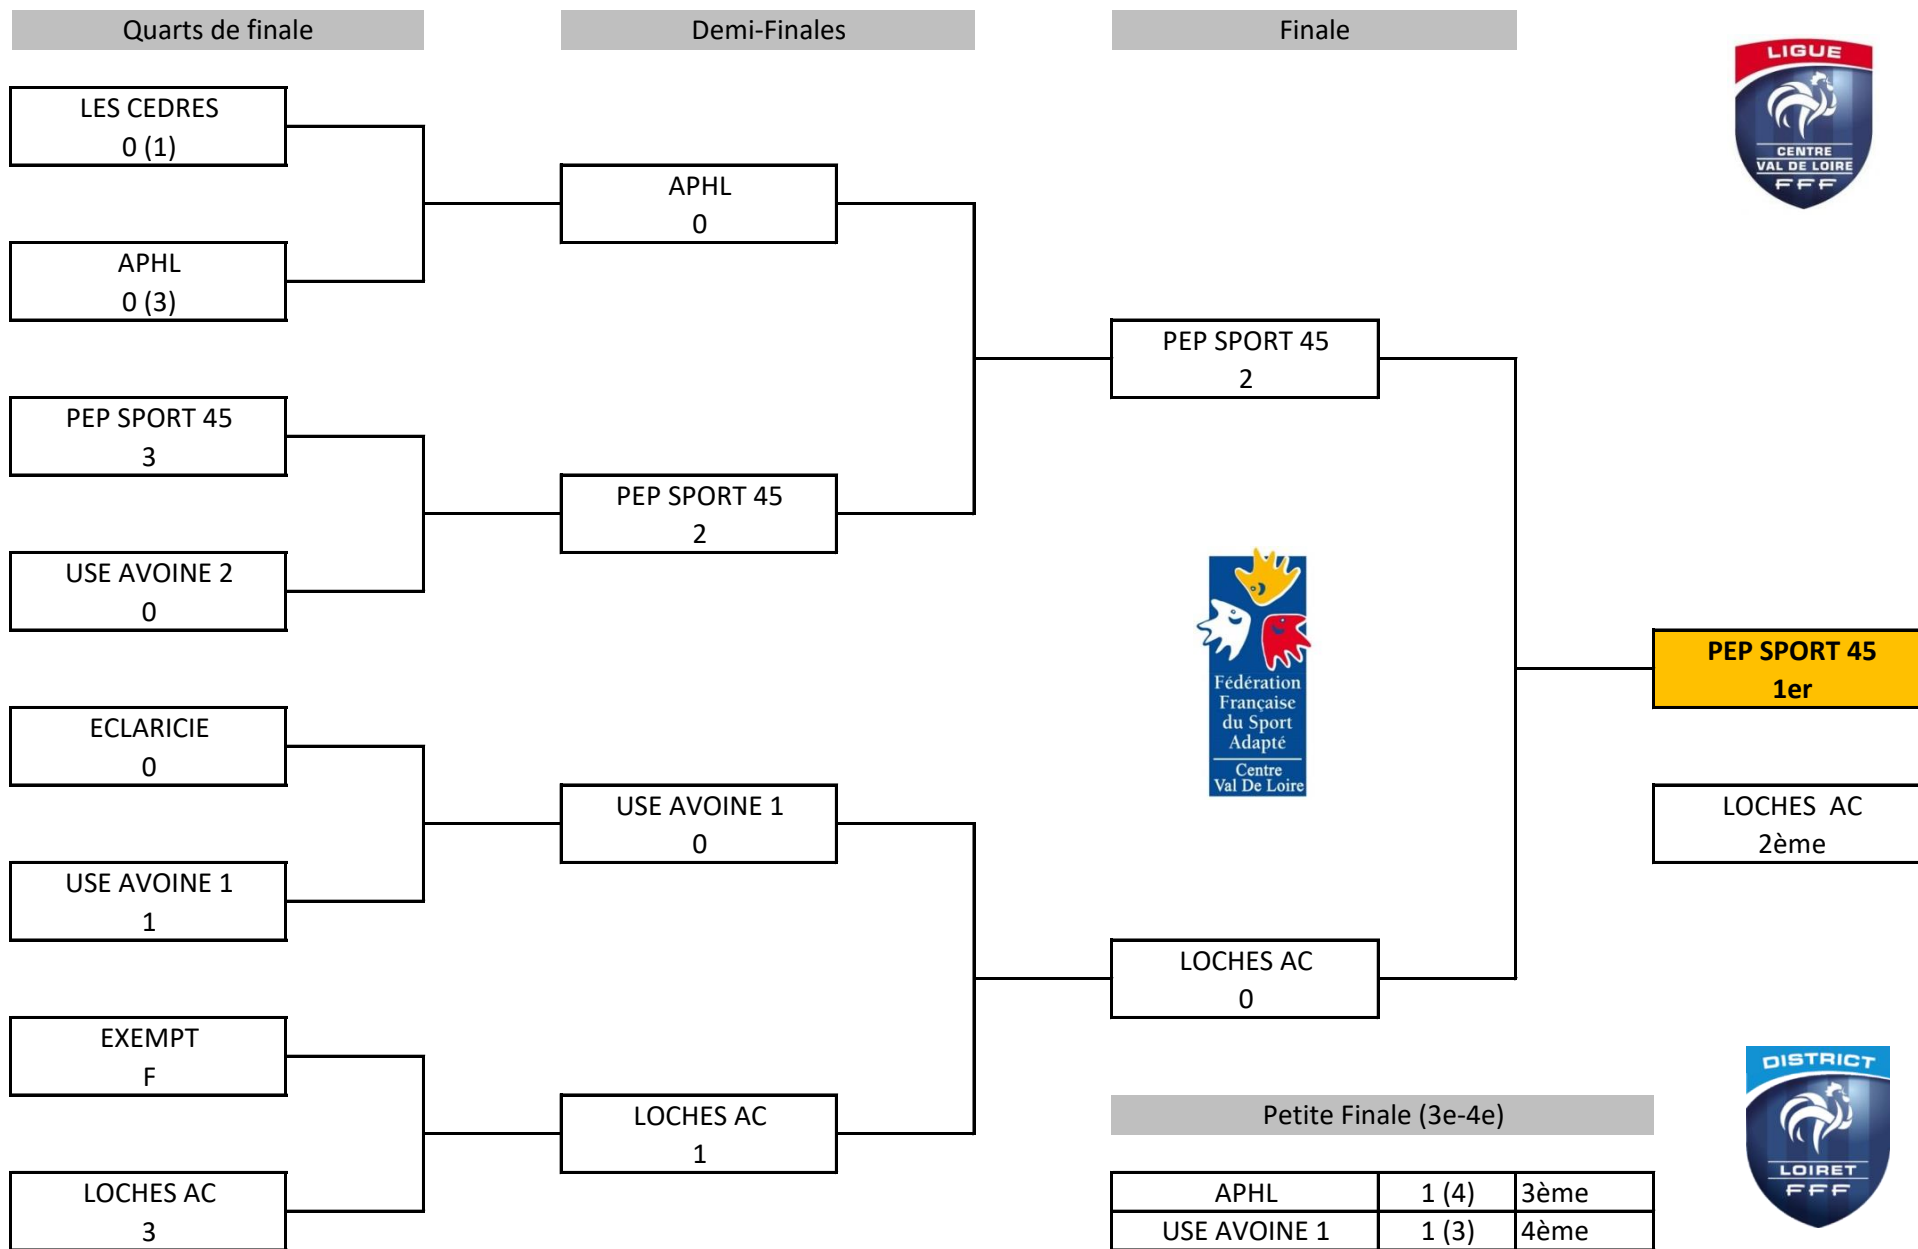 Quarts de finale
Demi-Finales
Finale
LIGUE
CENTRE
VAL DE LOIRE
FFF
LES CEDRES
0 (1)
APHL
0 (3)
PEP SPORT 45
3
USE AVOINE 2
0
ECLARICIE
0
USE AVOINE 1
1
EXEMPT
F
LOCHES AC
3
APHL
0
PEP SPORT 45
2
USE AVOINE 1
0
LOCHES AC
1
PEP SPORT 45
2
Fédération
Française
du Sport
Adapté
Centre
Val De Loire
LOCHES AC
0
PEP SPORT 45
1er
LOCHES  AC
2ème
Petite Finale (3e-4e)
APHL 1 (4) 3ème
USE AVOINE 1 1 (3) 4ème
DISTRICT
LOIRET
FFF